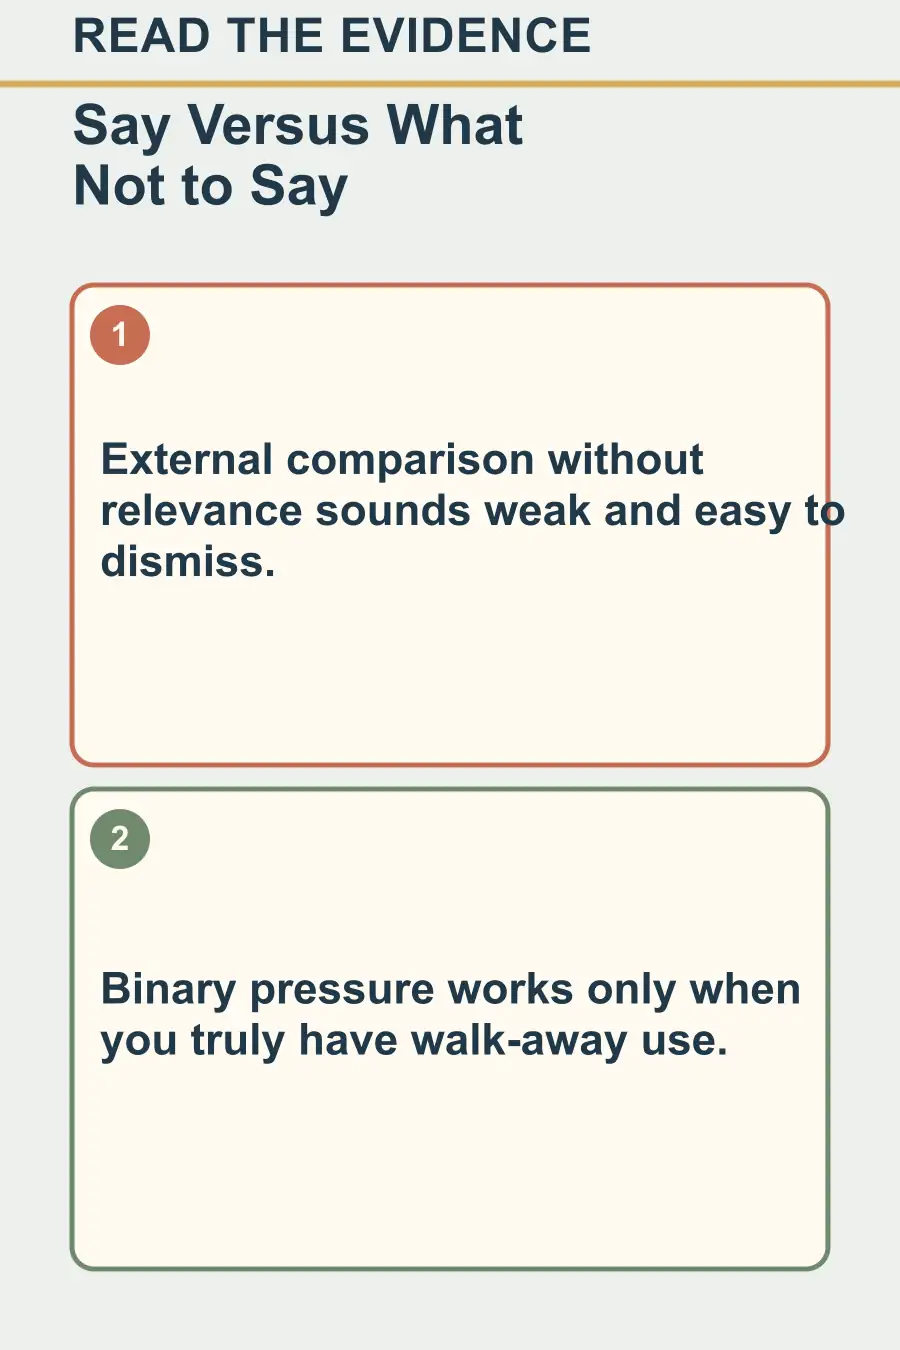 READ THE EVIDENCE
Say Versus What
Not to Say
1
External comparison without
relevance sounds weak and easy to
dismiss.
2
Binary pressure works only when
you truly have walk-away use.